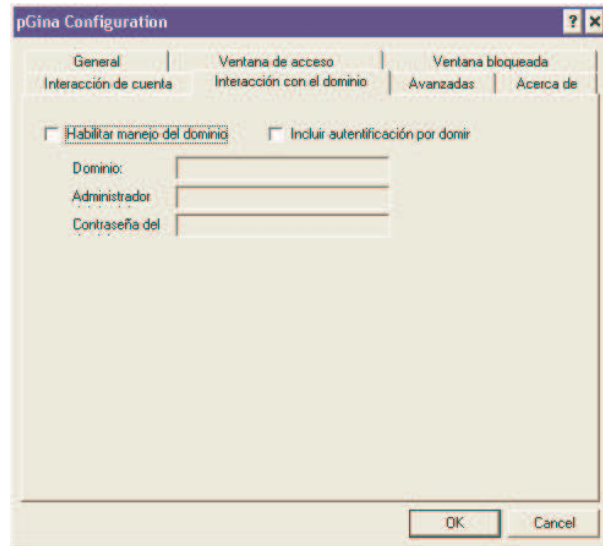 pGina Configuration
General Ventana de acceso Ventana bloqueada
Interacción de cuenta Interacción con el dominio Avanzadas Acerca de
Habilitar manejo del dominio Incluir autentificación por domir
Dominio:
Administrador
Contraseña del
OK Cancel